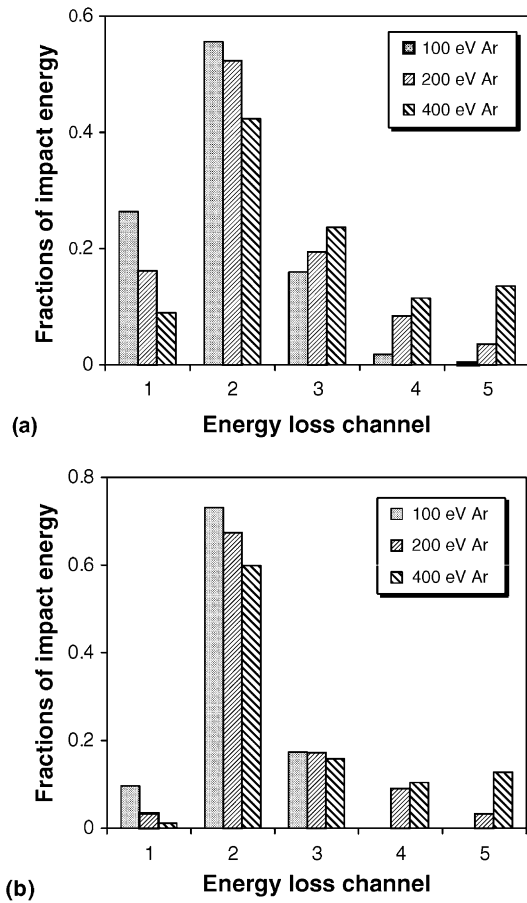 0.6
0.4
0.2
0
Fractions of impact energy
100 eV Ar
200 eV Ar
400 eV Ar
1 2 3 4 5
Energy loss channel
(a)
0.8
0.6
0.4
0.2
0
Fractions of impact energy
100 eV Ar
200 eV Ar
400 eV Ar
1 2 3 4 5
Energy loss channel
(b)